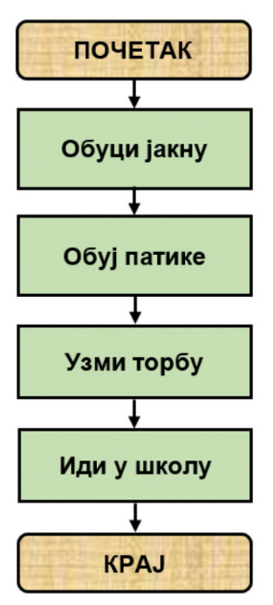 ПОЧЕТАК
Обуци јакну
Обуј патике
Узми торбу
Иди у школу
КРАЈ